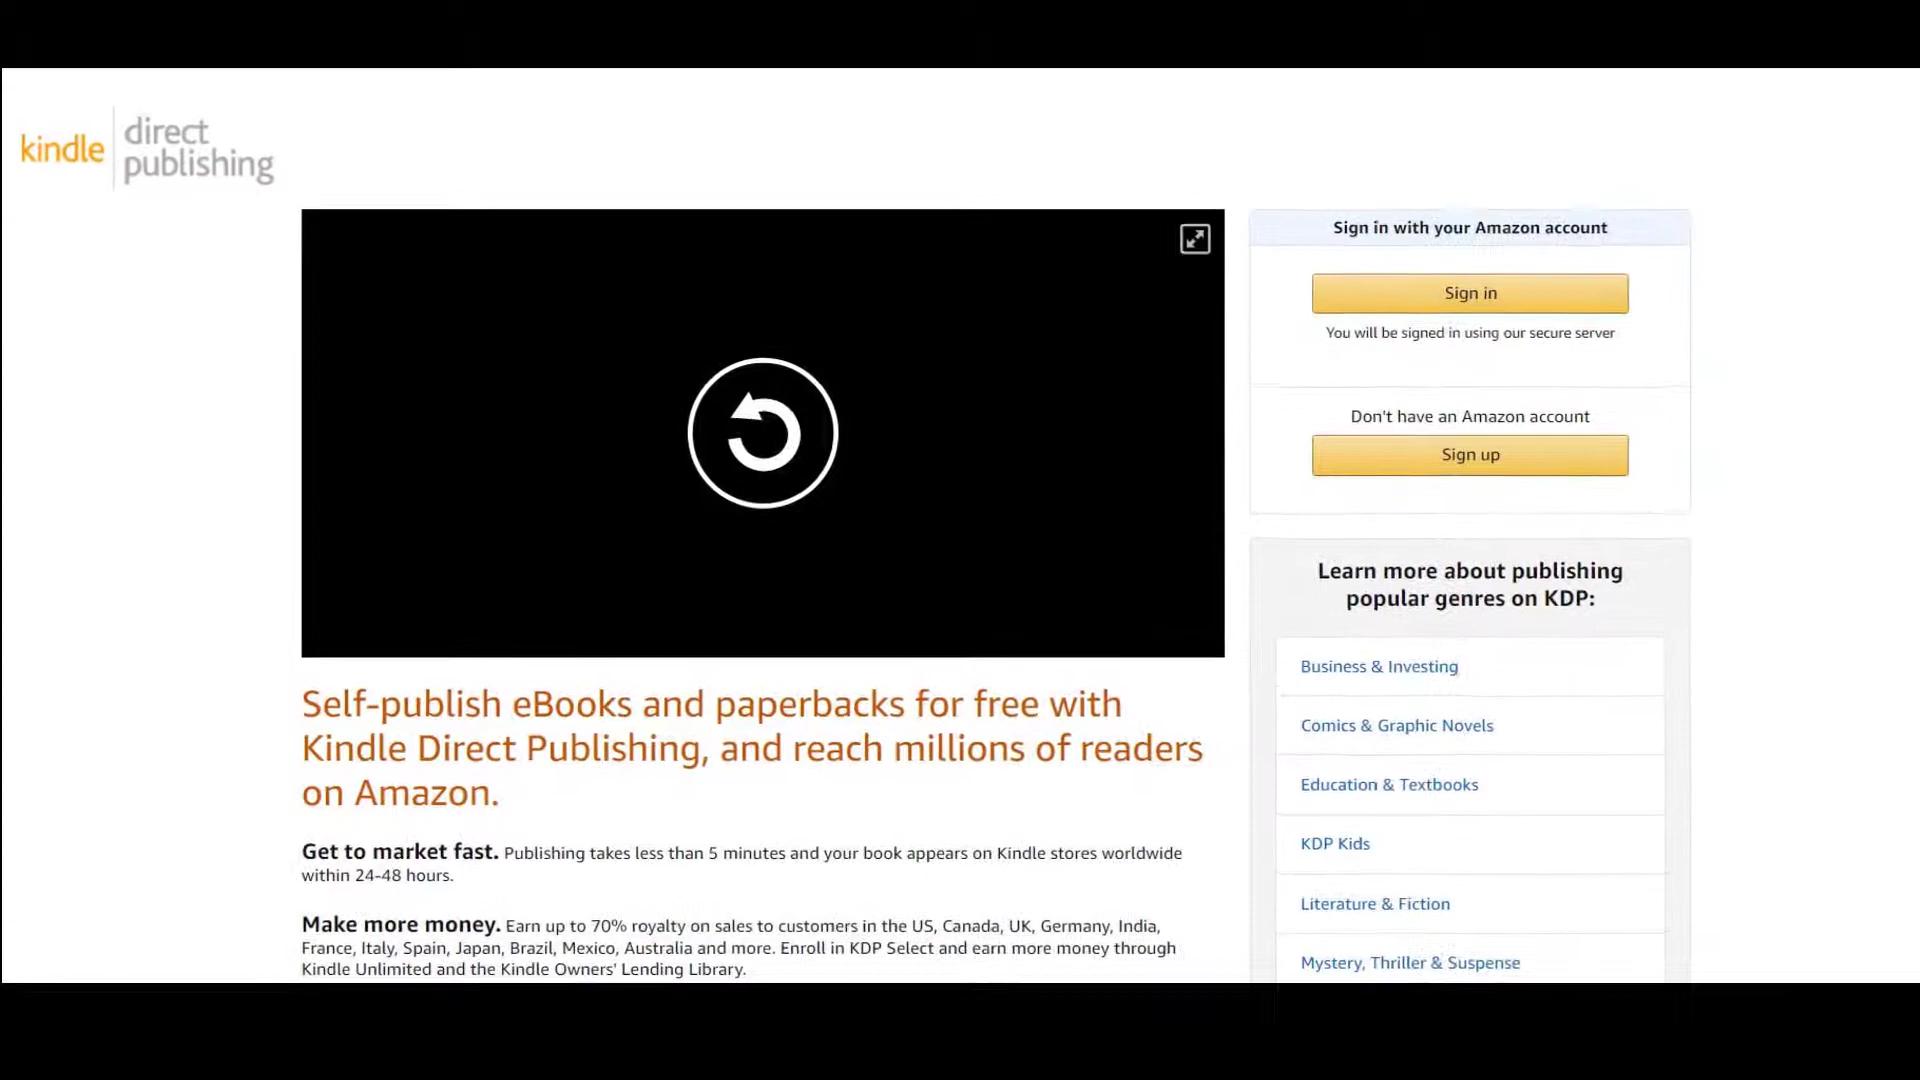 kindle
direct
publishing
Sign in with your Amazon account
Sign in
You will be signed in using our secure server
Don't have an Amazon account
Sign up
Self-publish eBooks and paperbacks for free with
Kindle Direct Publishing, and reach millions of readers
on Amazon.
Get to market fast. Publishing takes less than 5 minutes and your book appears on Kindle stores worldwide
within 24-48 hours.
Make more money. Earn up to 70% royalty on sales to customers in the US, Canada, UK, Germany, India,
France, Italy, Spain, Japan, Brazil, Mexico, Australia and more. Enroll in KDP Select and earn more money through
Kindle Unlimited and the Kindle Owners' Lending Library.
Learn more about publishing
popular genres on KDP:
Business & Investing
Comics & Graphic Novels
Education & Textbooks
KDP Kids
Literature & Fiction
Mystery, Thriller & Suspense